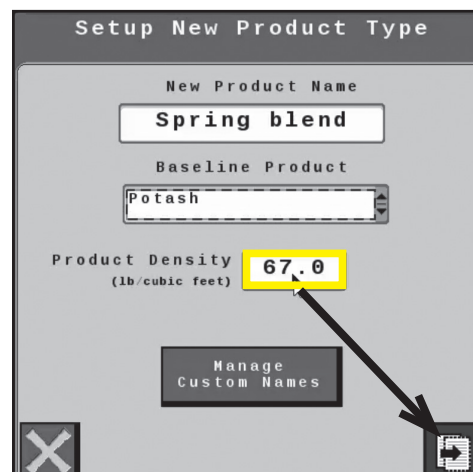 Setup New Product Type
New Product Name
Spring blend
Baseline Product
Potash
Product Density
(lb/cubic feet)
67.0
Manage
Custom Names